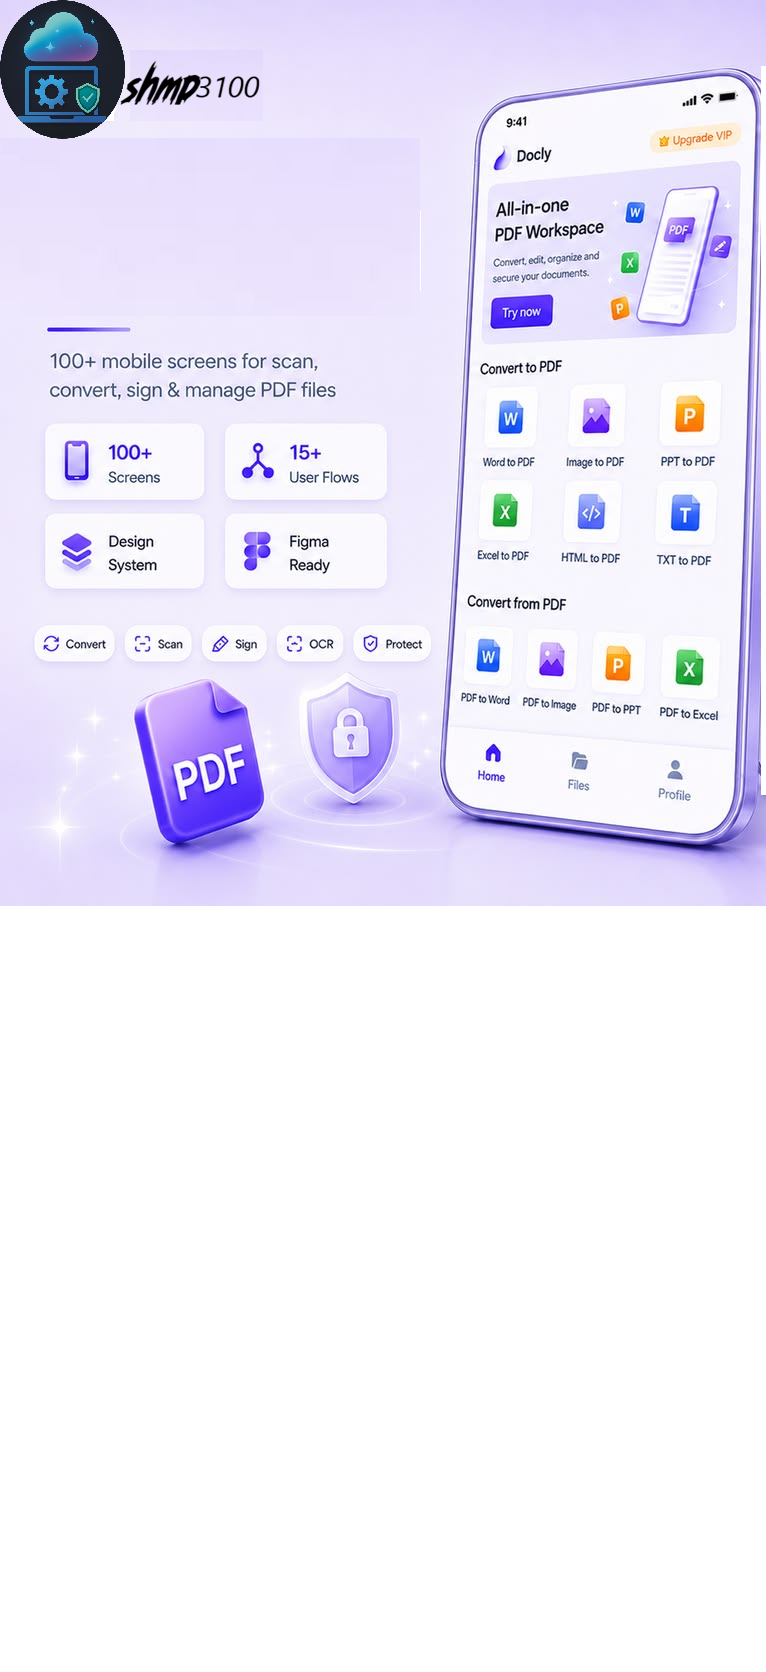 shmp3100
9:41
Docly
Upgrade VIP
All-in-one
PDF Workspace
Convert, edit, organize and
secure your documents.
Try now
W
PDF
X
P
100+ mobile screens for scan,
convert, sign & manage PDF files
100+
Screens
15+
User Flows
Design
System
Figma
Ready
Convert
Scan
Sign
OCR
Protect
PDF
Convert to PDF
W
P
Word to PDF
Image to PDF
PPT to PDF
X
</>
T
Excel to PDF
HTML to PDF
TXT to PDF
Convert from PDF
W
P
X
PDF to Word
PDF to Image
PDF to PPT
PDF to Excel
Home
Files
Profile